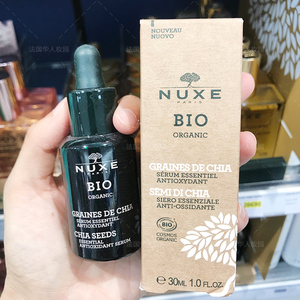 NUXE
PARIS
BIO
ORGANIC
GRAINES DE CHIA
SÉRUM ESSENTIEL
ANTIOXYDANT
CHIA SEEDS
ESSENTIAL
ANTIOXIDANT SERUM
NOUVEAU
NUOVO
NUXE
PARIS
BIO
ORGANIC
GRAINES DE CHIA
SÉRUM ESSENTIEL
ANTIOXYDANT
SEMI DI CHIA
SIERO ESSENZIALE
ANTI-OSSIDANTE
BIO
COSMOS
ORGANIC
30ML 1.0 FL.OZ.